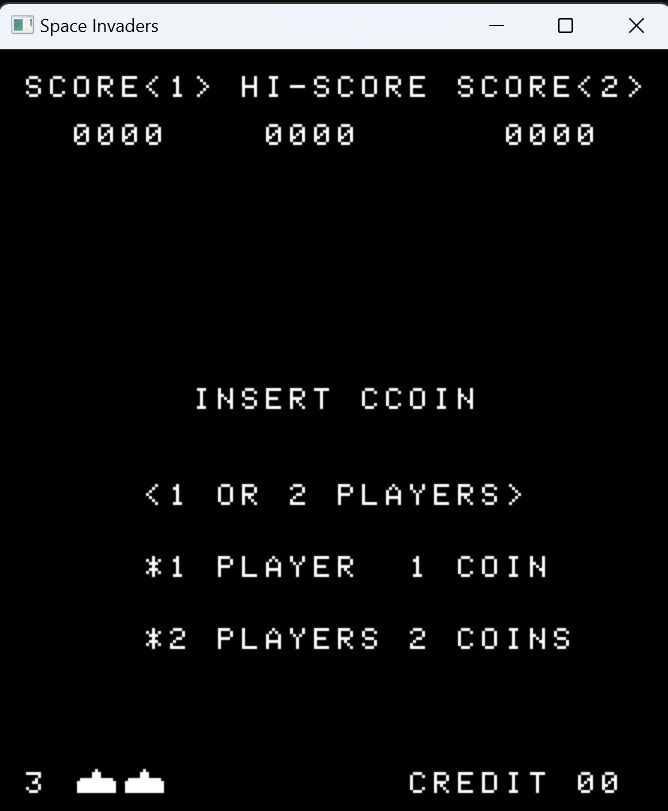 Space Invaders
SCORE<1> HI-SCORE SCORE<2>
0000 0000 0000
INSERT CCOIN
<1 OR 2 PLAYERS>
*1 PLAYER 1 COIN
*2 PLAYERS 2 COINS
3 CREDIT 00